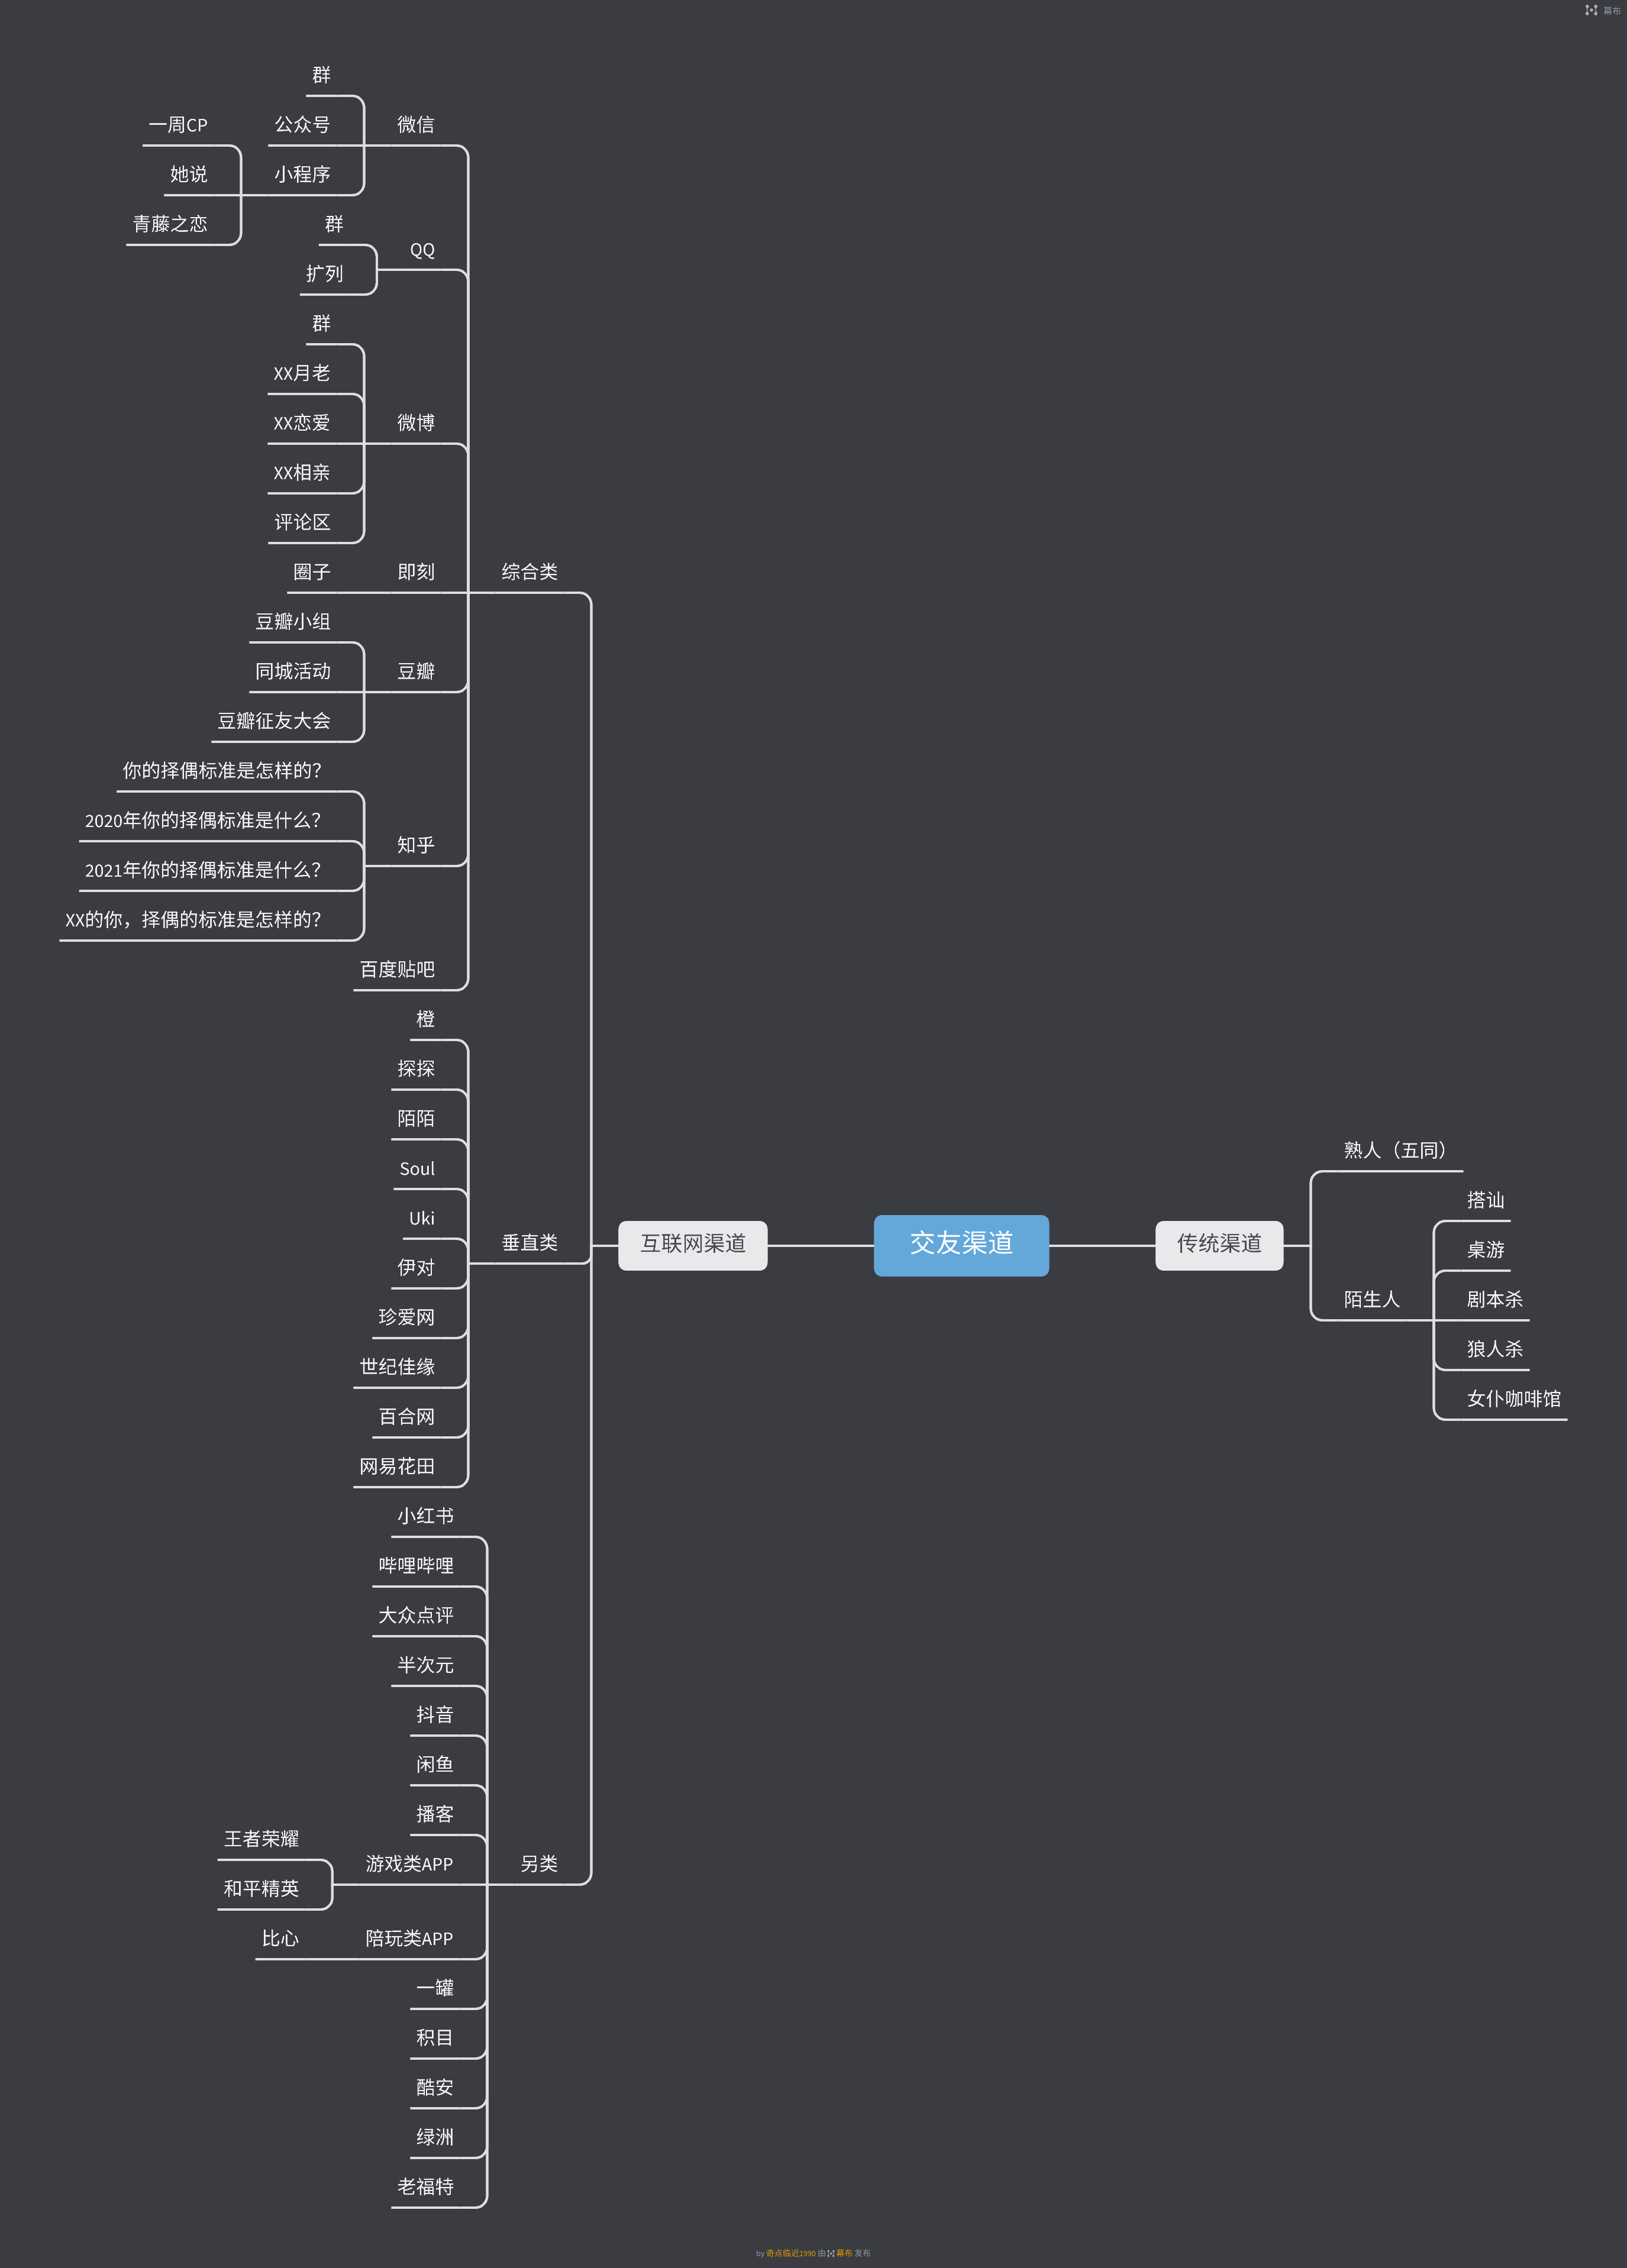 幕布
群
公众号
微信
一周CP
她说
小程序
青藤之恋
群
QQ
扩列
群
XX月老
XX恋爱
微博
XX相亲
评论区
圈子
即刻
综合类
豆瓣小组
同城活动
豆瓣
豆瓣征友大会
你的择偶标准是怎样的？
2020年你的择偶标准是什么？
知乎
2021年你的择偶标准是什么？
XX的你，择偶的标准是怎样的？
百度贴吧
橙
探探
陌陌
Soul
Uki
垂直类
伊对
珍爱网
世纪佳缘
百合网
网易花田
小红书
哔哩哔哩
大众点评
半次元
抖音
闲鱼
播客
王者荣耀
游戏类APP
另类
和平精英
比心
陪玩类APP
一罐
积目
酷安
绿洲
老福特
互联网渠道
交友渠道
传统渠道
熟人（五同）
搭讪
桌游
陌生人
剧本杀
狼人杀
女仆咖啡馆
by 奇点临近1990 由 幕布 发布